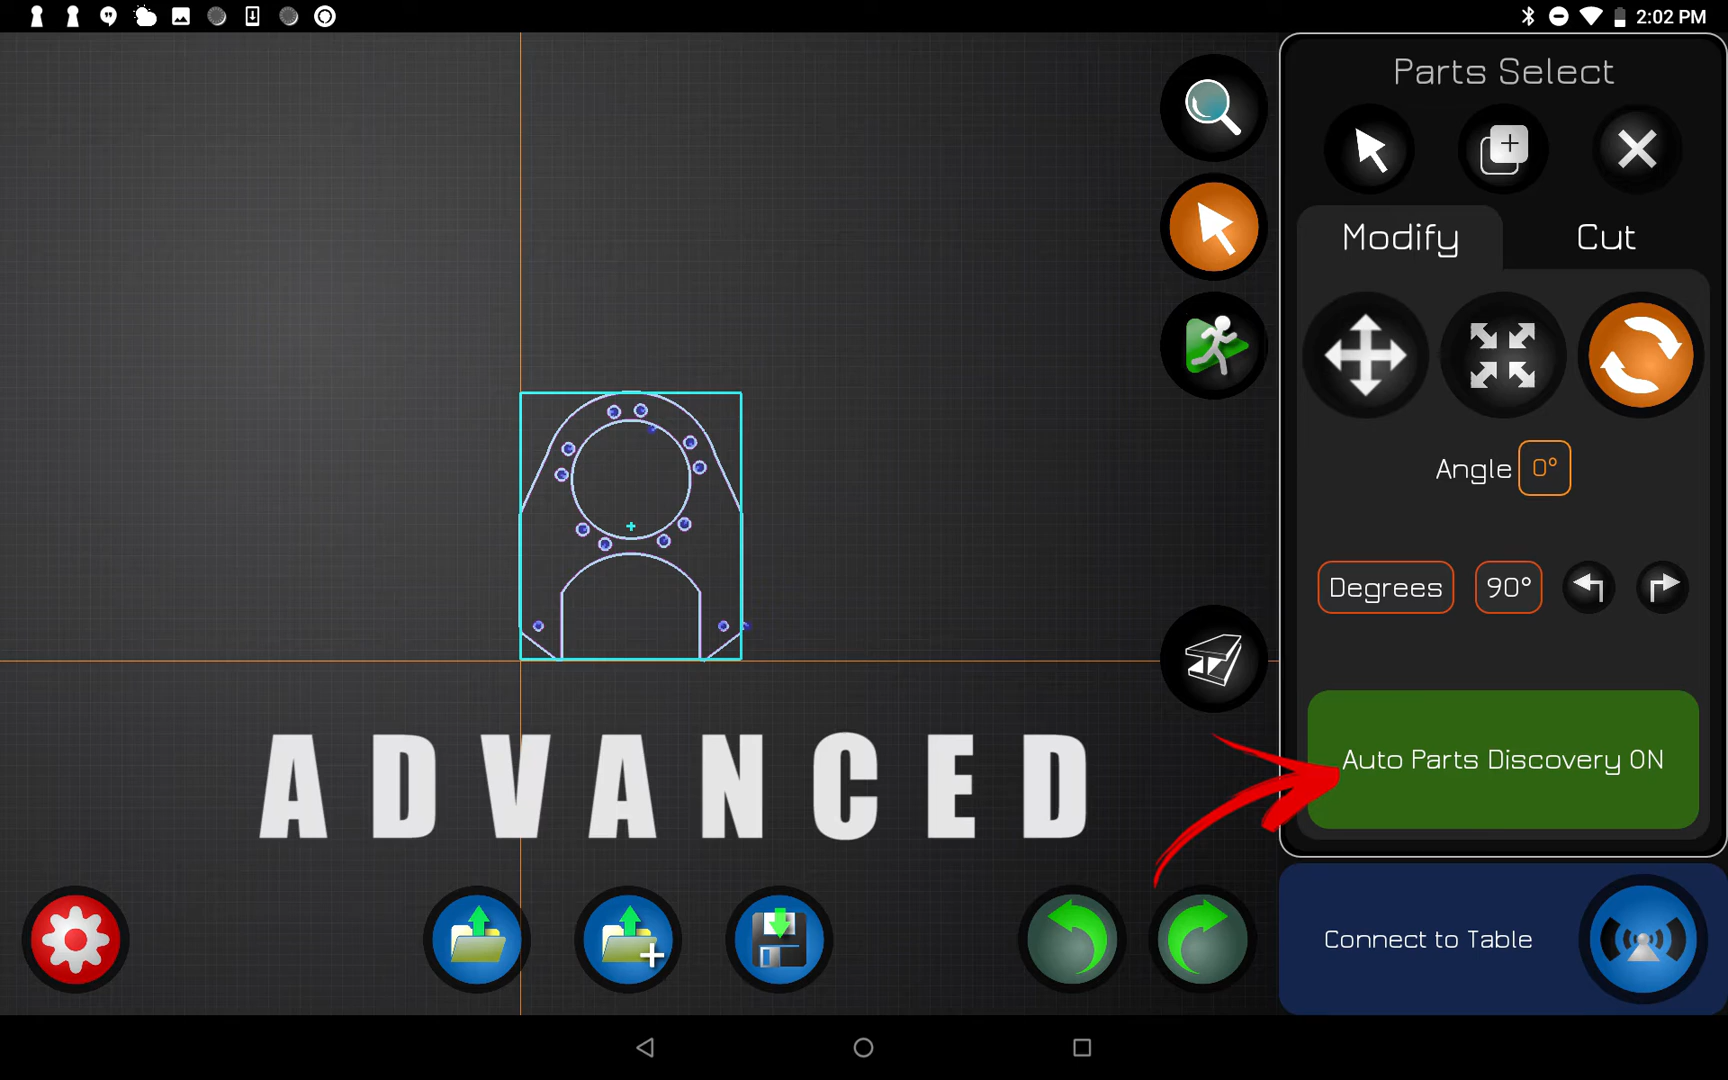 2:02 PM
Parts Select
Modify
Cut
Angle 0°
Degrees 90°
Auto Parts Discovery ON
ADVANCED
Connect to Table